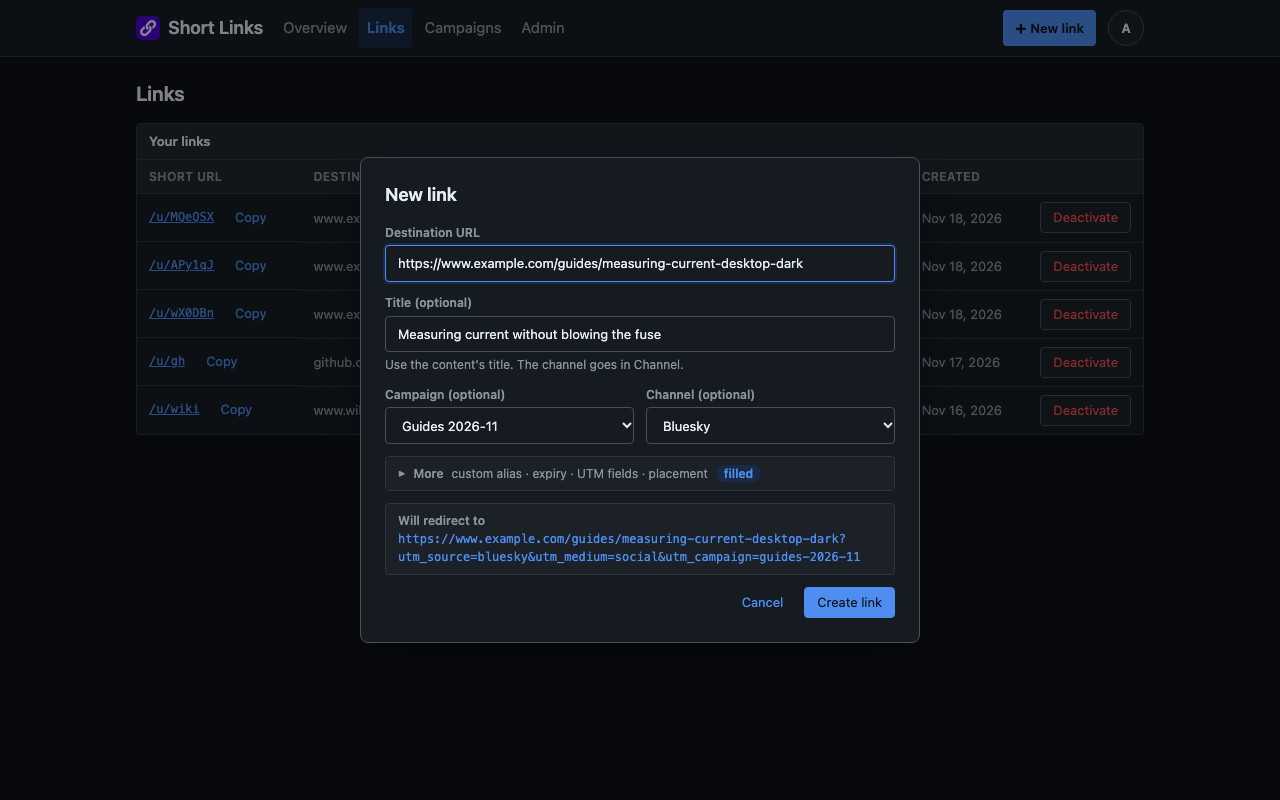 Short Links Overview Links Campaigns Admin + New link A
Links
Your links
SHORT URL DESTIN CREATED
/u/MQeQSX Copy www.ex Nov 18, 2026 Deactivate
/u/APy1qJ Copy www.ex Nov 18, 2026 Deactivate
/u/wX0DBn Copy www.ex Nov 18, 2026 Deactivate
/u/gh Copy github.c Nov 17, 2026 Deactivate
/u/wiki Copy www.wil Nov 16, 2026 Deactivate
New link
Destination URL
https://www.example.com/guides/measuring-current-desktop-dark
Title (optional)
Measuring current without blowing the fuse
Use the content's title. The channel goes in Channel.
Campaign (optional) Channel (optional)
Guides 2026-11 Bluesky
More custom alias · expiry · UTM fields · placement filled
Will redirect to
https://www.example.com/guides/measuring-current-desktop-dark?
utm_source=bluesky&utm_medium=social&utm_campaign=guides-2026-11
Cancel Create link